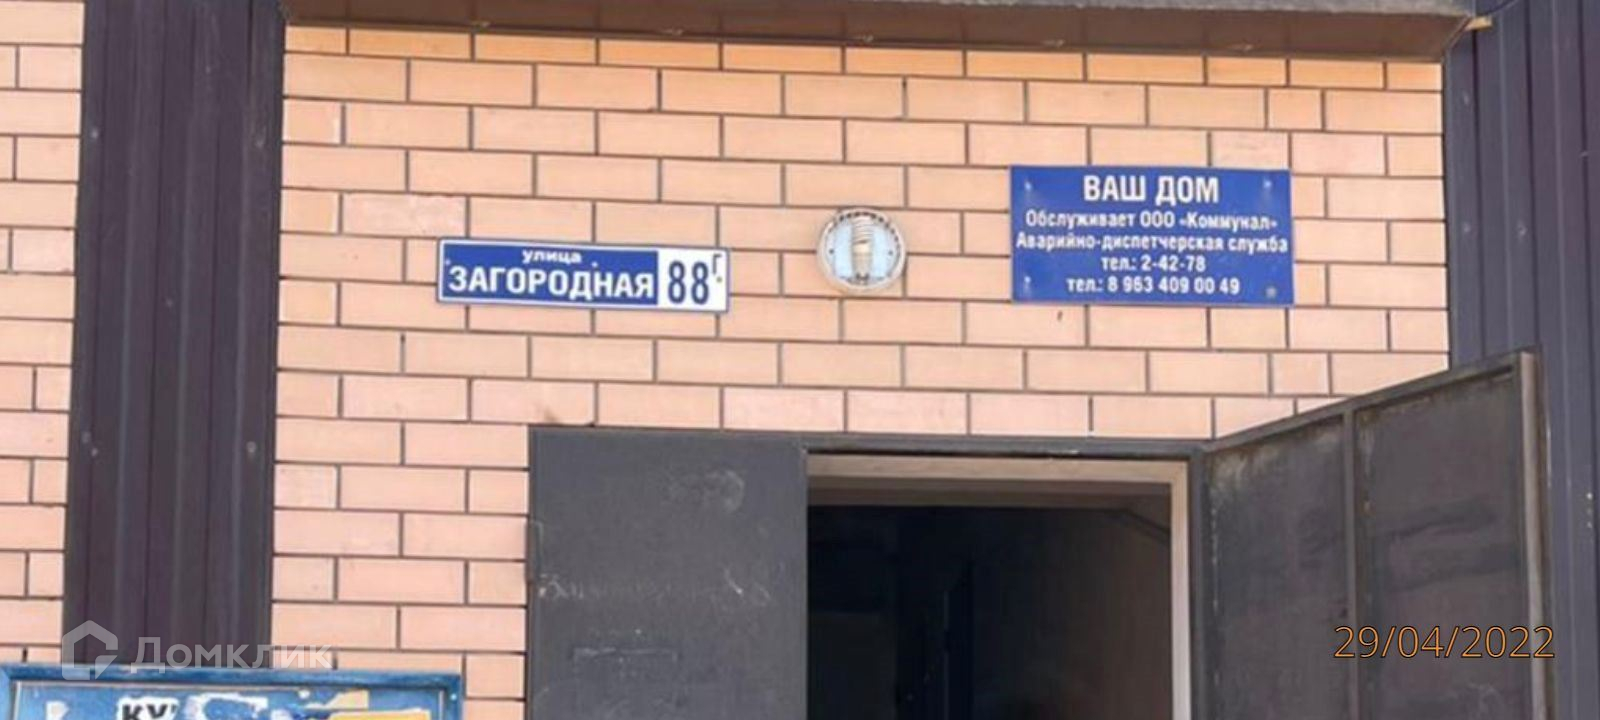 улица
ЗАГОРОДНАЯ 88 Г
ВАШ ДОМ
Обслуживает ООО «Коммунал»
Аварийно-диспетчерская служба
тел.: 2-42-78
тел.: 8 963 409 00 49
29/04/2022
Домклик